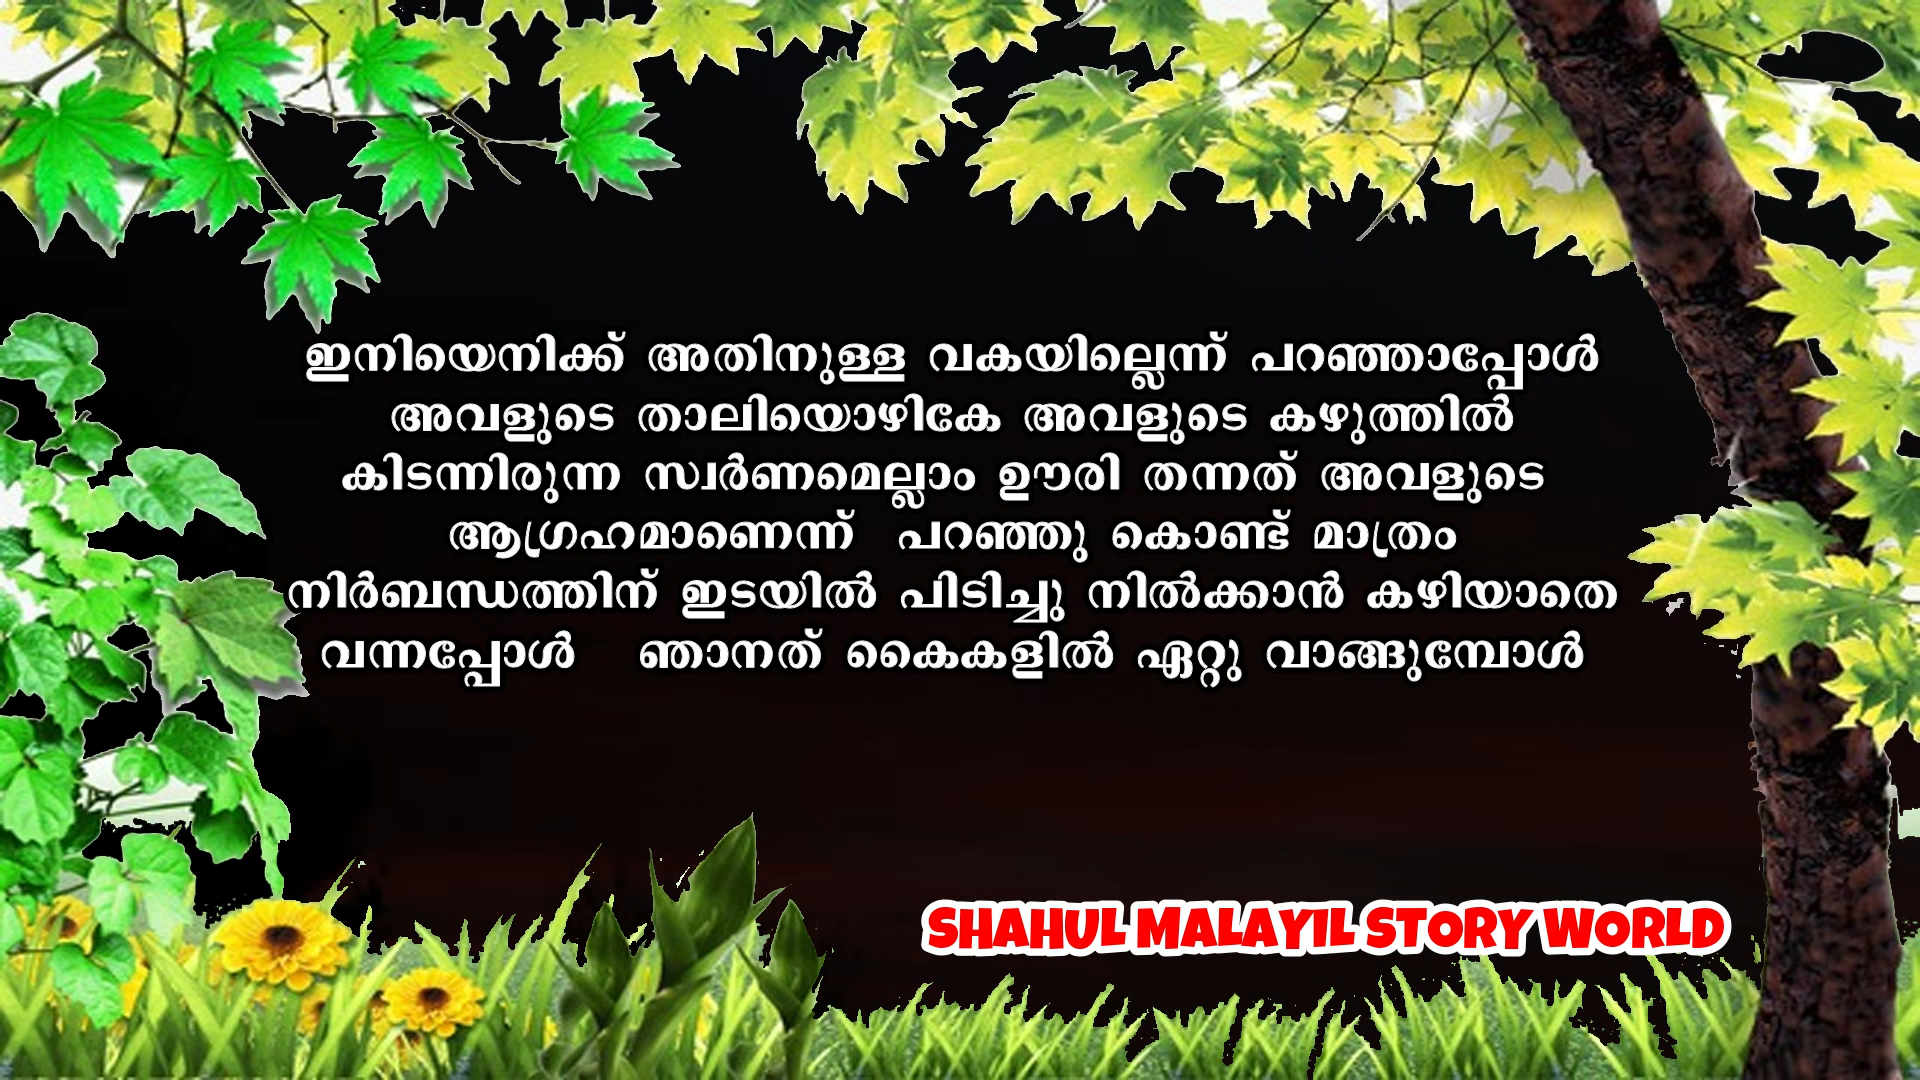 ഇനിയെനിക്ക് അതിനുള്ള വകയില്ലെന്ന് പറഞ്ഞാപ്പോൾ
അവളുടെ താലിയൊഴികേ അവളുടെ കഴുത്തിൽ
കിടന്നിരുന്ന സ്വർണമെല്ലാം ഊരി തന്നത് അവളുടെ
ആഗ്രഹമാണെന്ന് പറഞ്ഞു കൊണ്ട് മാത്രം
നിർബന്ധത്തിന് ഇടയിൽ പിടിച്ചു നിൽക്കാൻ കഴിയാതെ
വന്നപ്പോൾ ഞാനത് കൈകളിൽ ഏറ്റു വാങ്ങുമ്പോൾ
SHAHUL MALAYIL STORY WORLD